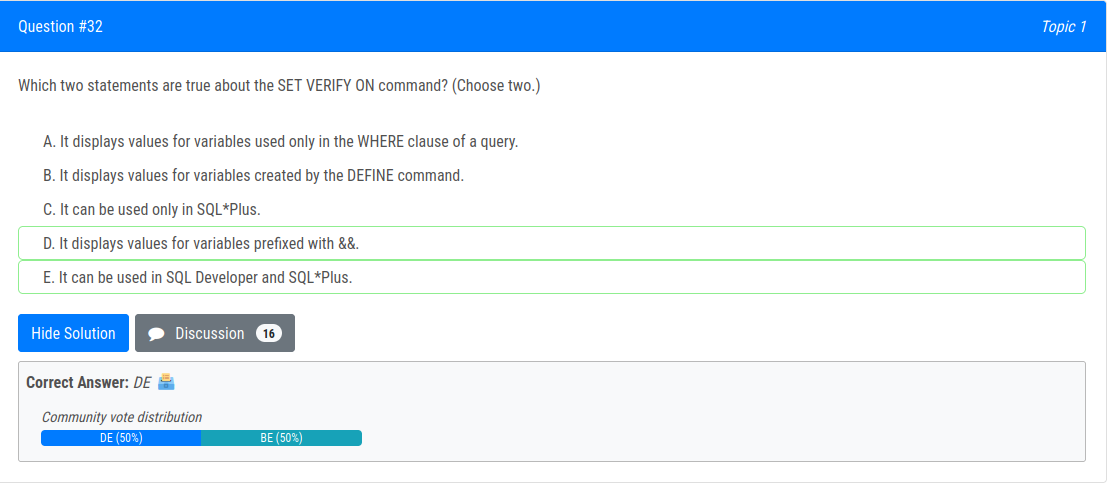 Question #32
Topic 1
Which two statements are true about the SET VERIFY ON command? (Choose two.)
A. It displays values for variables used only in the WHERE clause of a query.
B. It displays values for variables created by the DEFINE command.
C. It can be used only in SQL*Plus.
D. It displays values for variables prefixed with &&.
E. It can be used in SQL Developer and SQL*Plus.
Hide Solution
Discussion 16
Correct Answer: DE
Community vote distribution
DE (50%)
BE (50%)